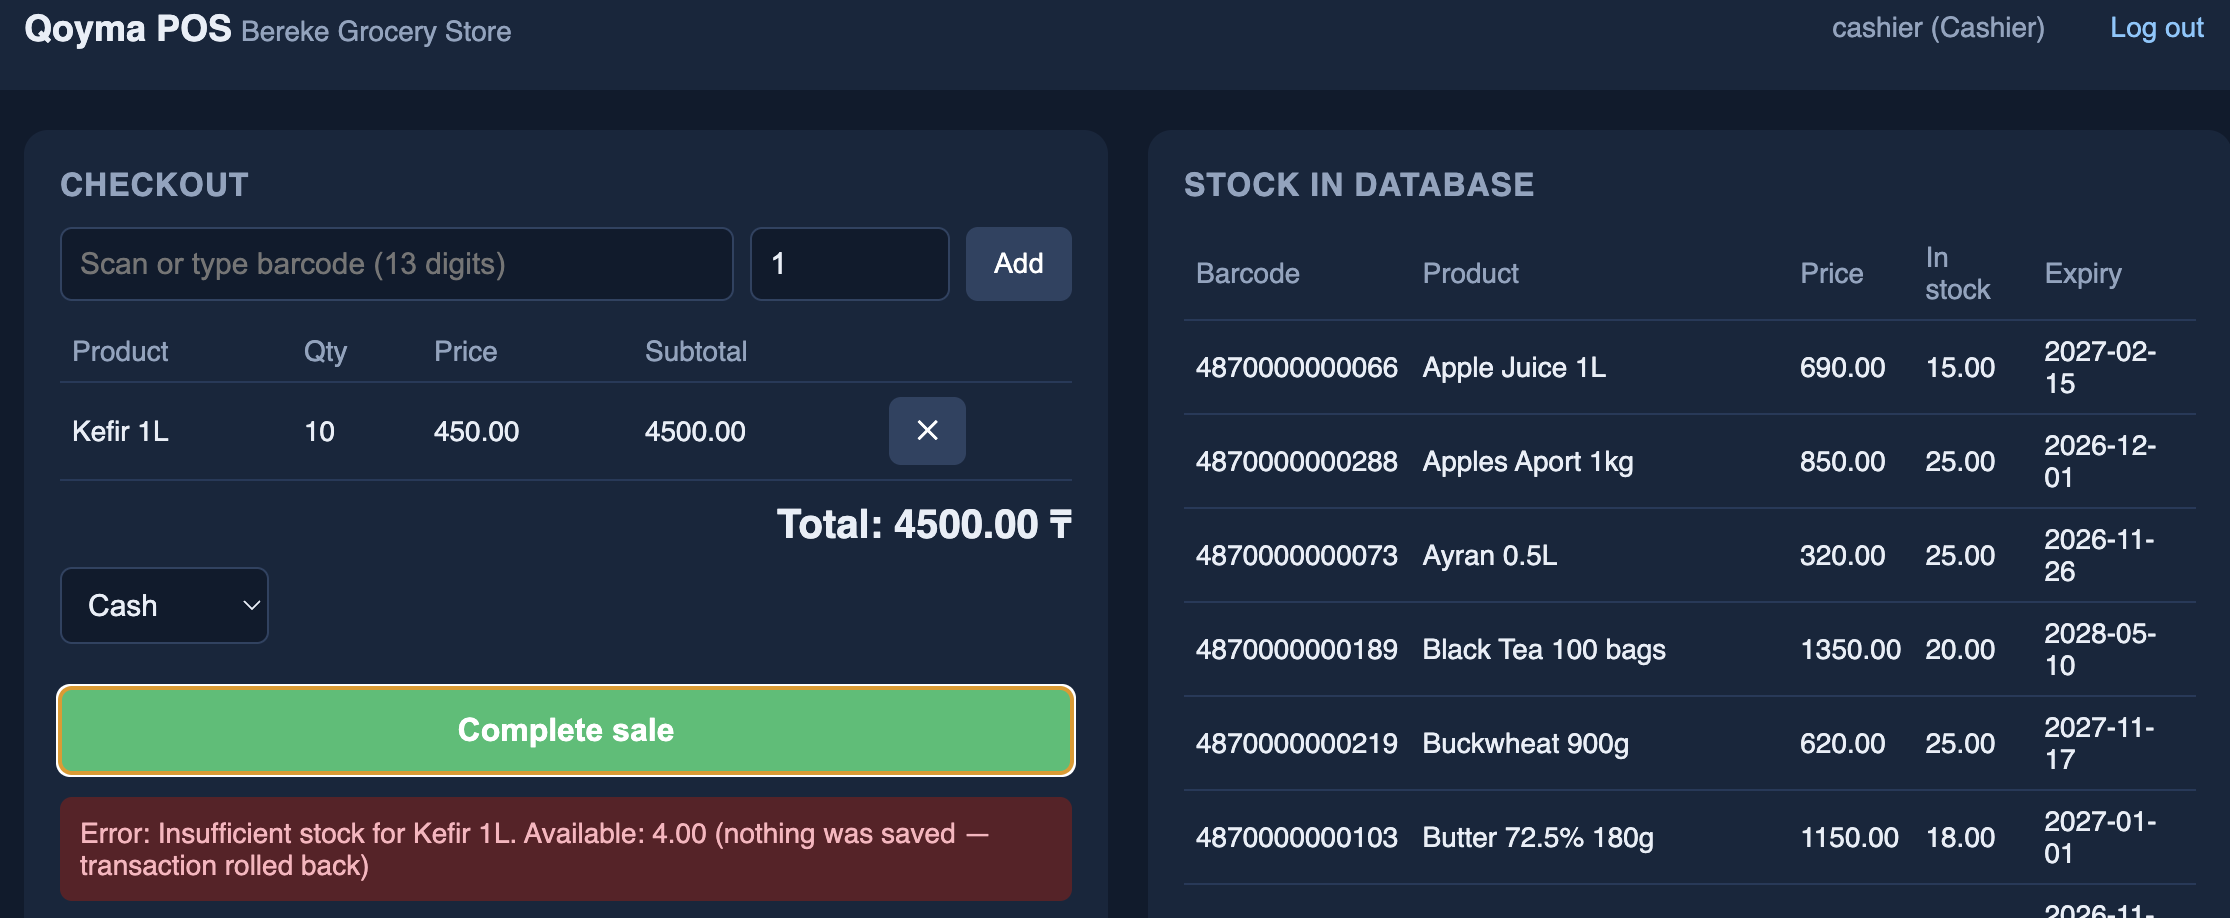 Qoyma POS Bereke Grocery Store
cashier (Cashier) Log out
CHECKOUT
Scan or type barcode (13 digits) 1 Add
Product Qty Price Subtotal
Kefir 1L 10 450.00 4500.00 ×
Total: 4500.00 ₸
Cash
Complete sale
Error: Insufficient stock for Kefir 1L. Available: 4.00 (nothing was saved —
transaction rolled back)
STOCK IN DATABASE
Barcode Product Price In stock Expiry
4870000000066 Apple Juice 1L 690.00 15.00 2027-02-15
4870000000288 Apples Aport 1kg 850.00 25.00 2026-12-01
4870000000073 Ayran 0.5L 320.00 25.00 2026-11-26
4870000000189 Black Tea 100 bags 1350.00 20.00 2028-05-10
4870000000219 Buckwheat 900g 620.00 25.00 2027-11-17
4870000000103 Butter 72.5% 180g 1150.00 18.00 2027-01-01
2026-11-